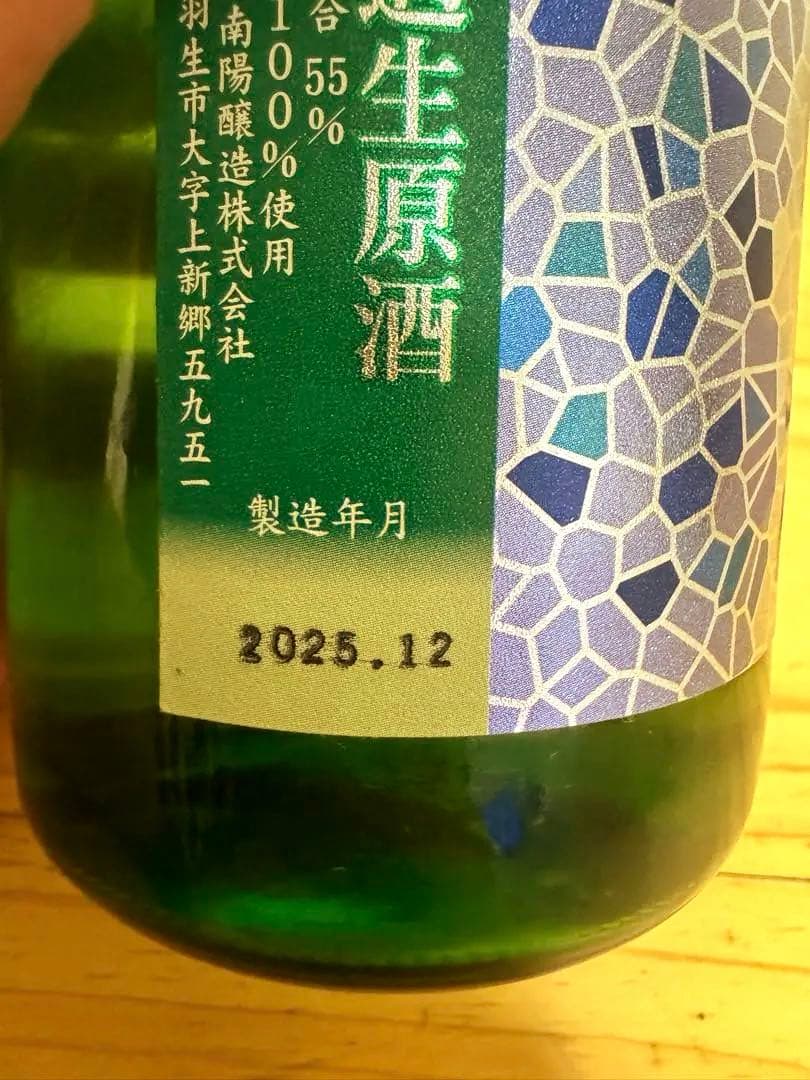 造生原酒
合 55%
100%使用
南陽醸造株式会社
羽生市大字上新郷五九五一
製造年月
2025.12